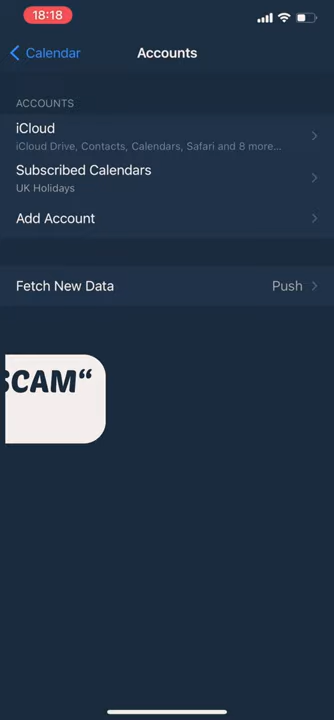 18:18
Calendar
Accounts
ACCOUNTS
iCloud
iCloud Drive, Contacts, Calendars, Safari and 8 more...
Subscribed Calendars
UK Holidays
Add Account
Fetch New Data
Push
SCAM“